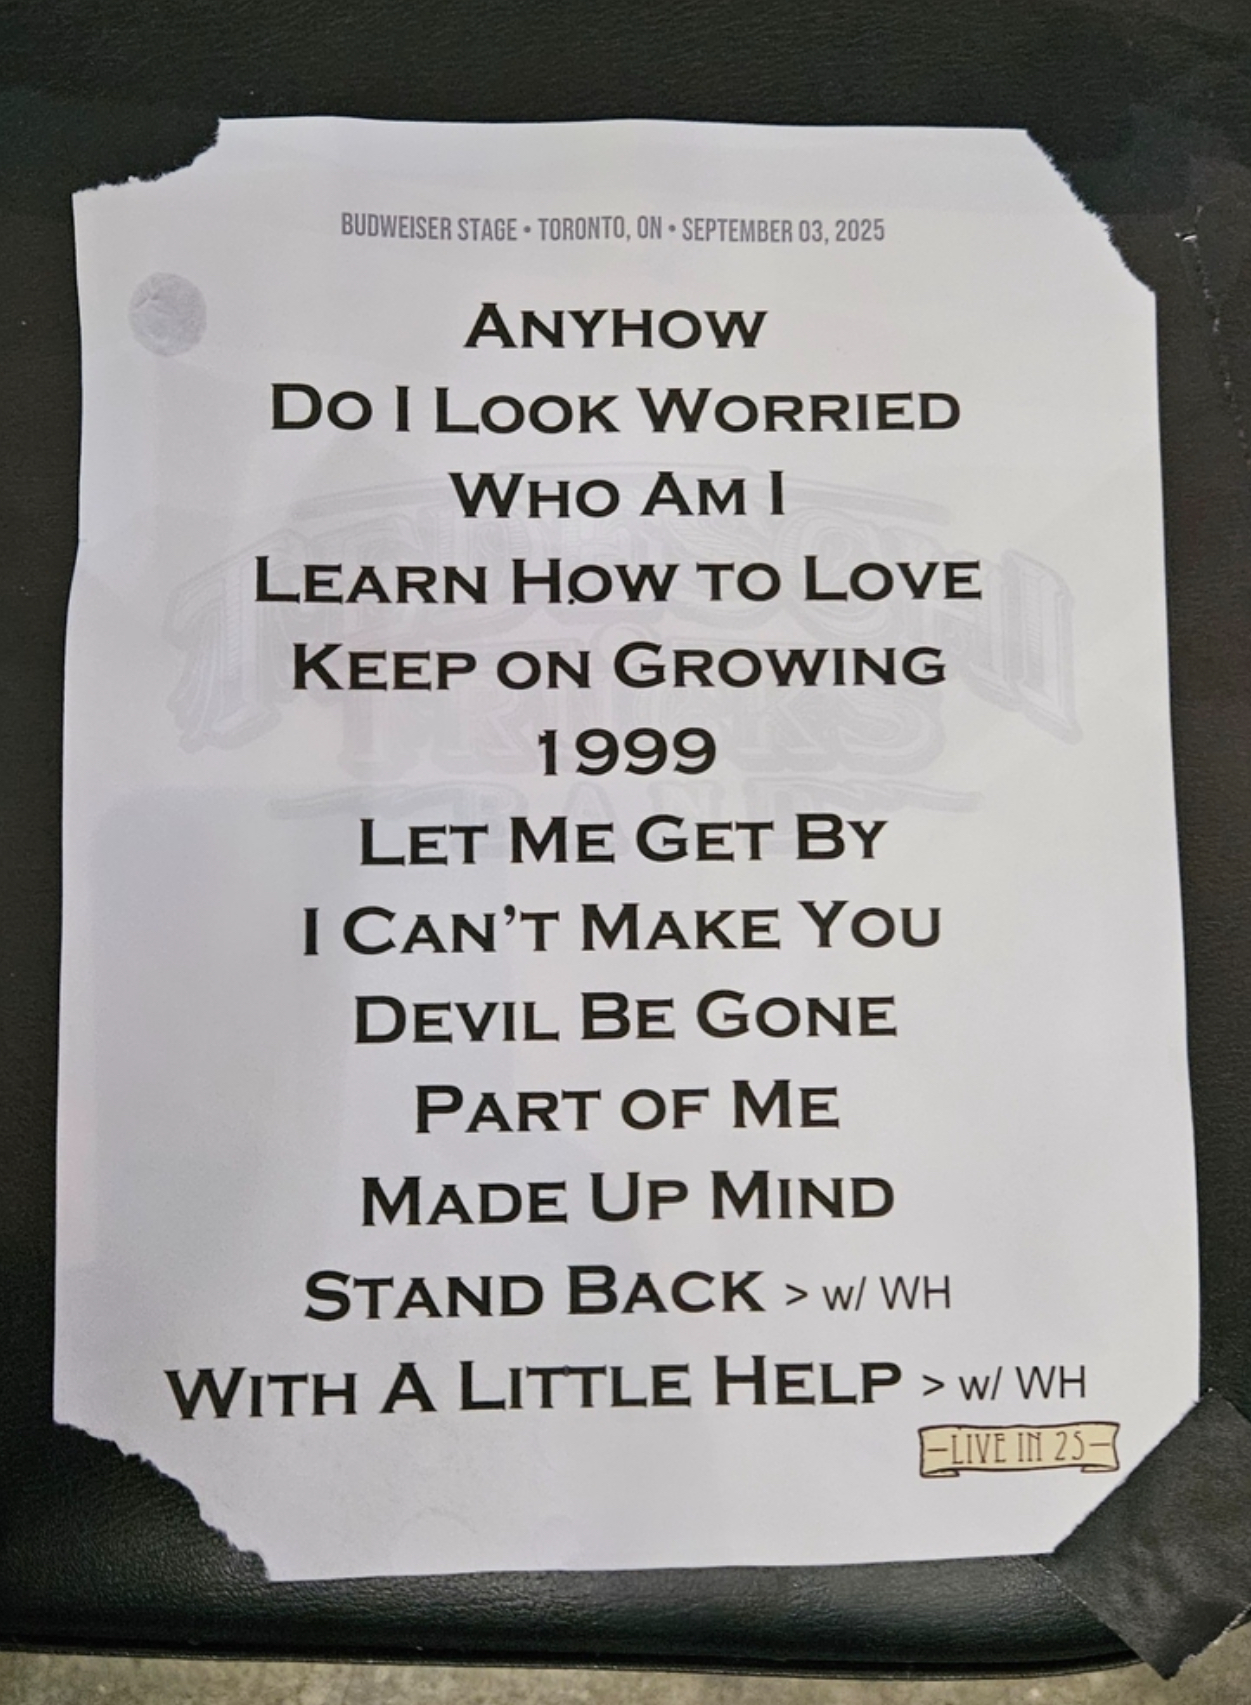 BUDWEISER STAGE • TORONTO, ON • SEPTEMBER 03, 2025
ANYHOW
DO I LOOK WORRIED
WHO AM I
LEARN HOW TO LOVE
KEEP ON GROWING
1999
LET ME GET BY
I CAN'T MAKE YOU
DEVIL BE GONE
PART OF ME
MADE UP MIND
STAND BACK > w/ WH
WITH A LITTLE HELP > w/ WH
–LIVE IN 25–